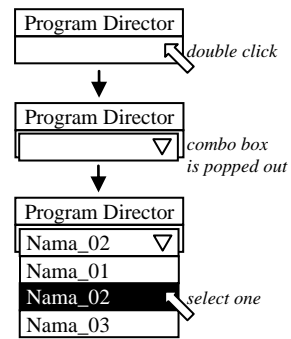 Program Director
double click
Program Director
combo box
is popped out
Program Director
Nama_02
Nama_01
Nama_02
select one
Nama_03